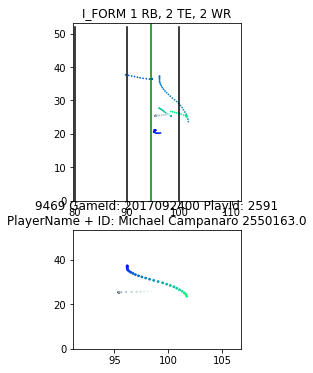 I_FORM 1 RB, 2 TE, 2 WR
50
40
30
20
10
0
80 90 100 110
9469 GameId: 2017092400 PlayId: 2591
PlayerName + ID: Michael Campanaro 2550163.0
40
20
0
95 100 105